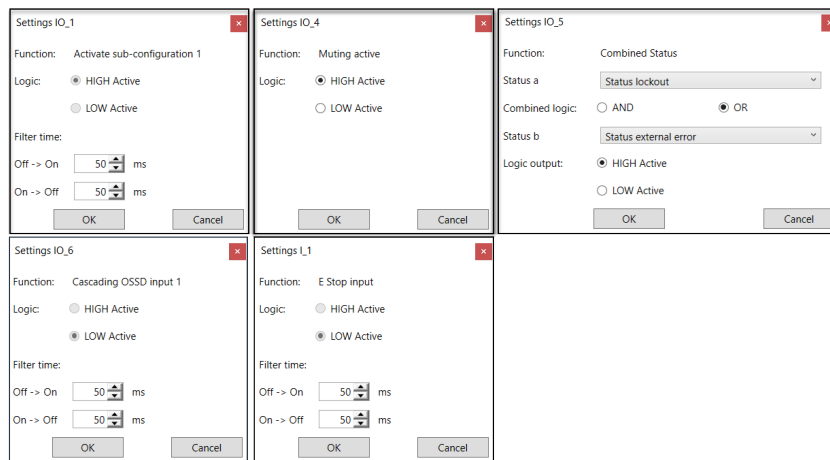 Settings IO_1
Function: Activate sub-configuration 1
Logic: HIGH Active
LOW Active
Filter time:
Off -> On 50 ms
On -> Off 50 ms
OK Cancel
Settings IO_4
Function: Muting active
Logic: HIGH Active
LOW Active
OK Cancel
Settings IO_5
Function: Combined Status
Status a Status lockout
Combined logic: AND OR
Status b Status external error
Logic output: HIGH Active
LOW Active
OK Cancel
Settings IO_6
Function: Cascading OSSD input 1
Logic: HIGH Active
LOW Active
Filter time:
Off -> On 50 ms
On -> Off 50 ms
OK Cancel
Settings I_1
Function: E Stop input
Logic: HIGH Active
LOW Active
Filter time:
Off -> On 50 ms
On -> Off 50 ms
OK Cancel